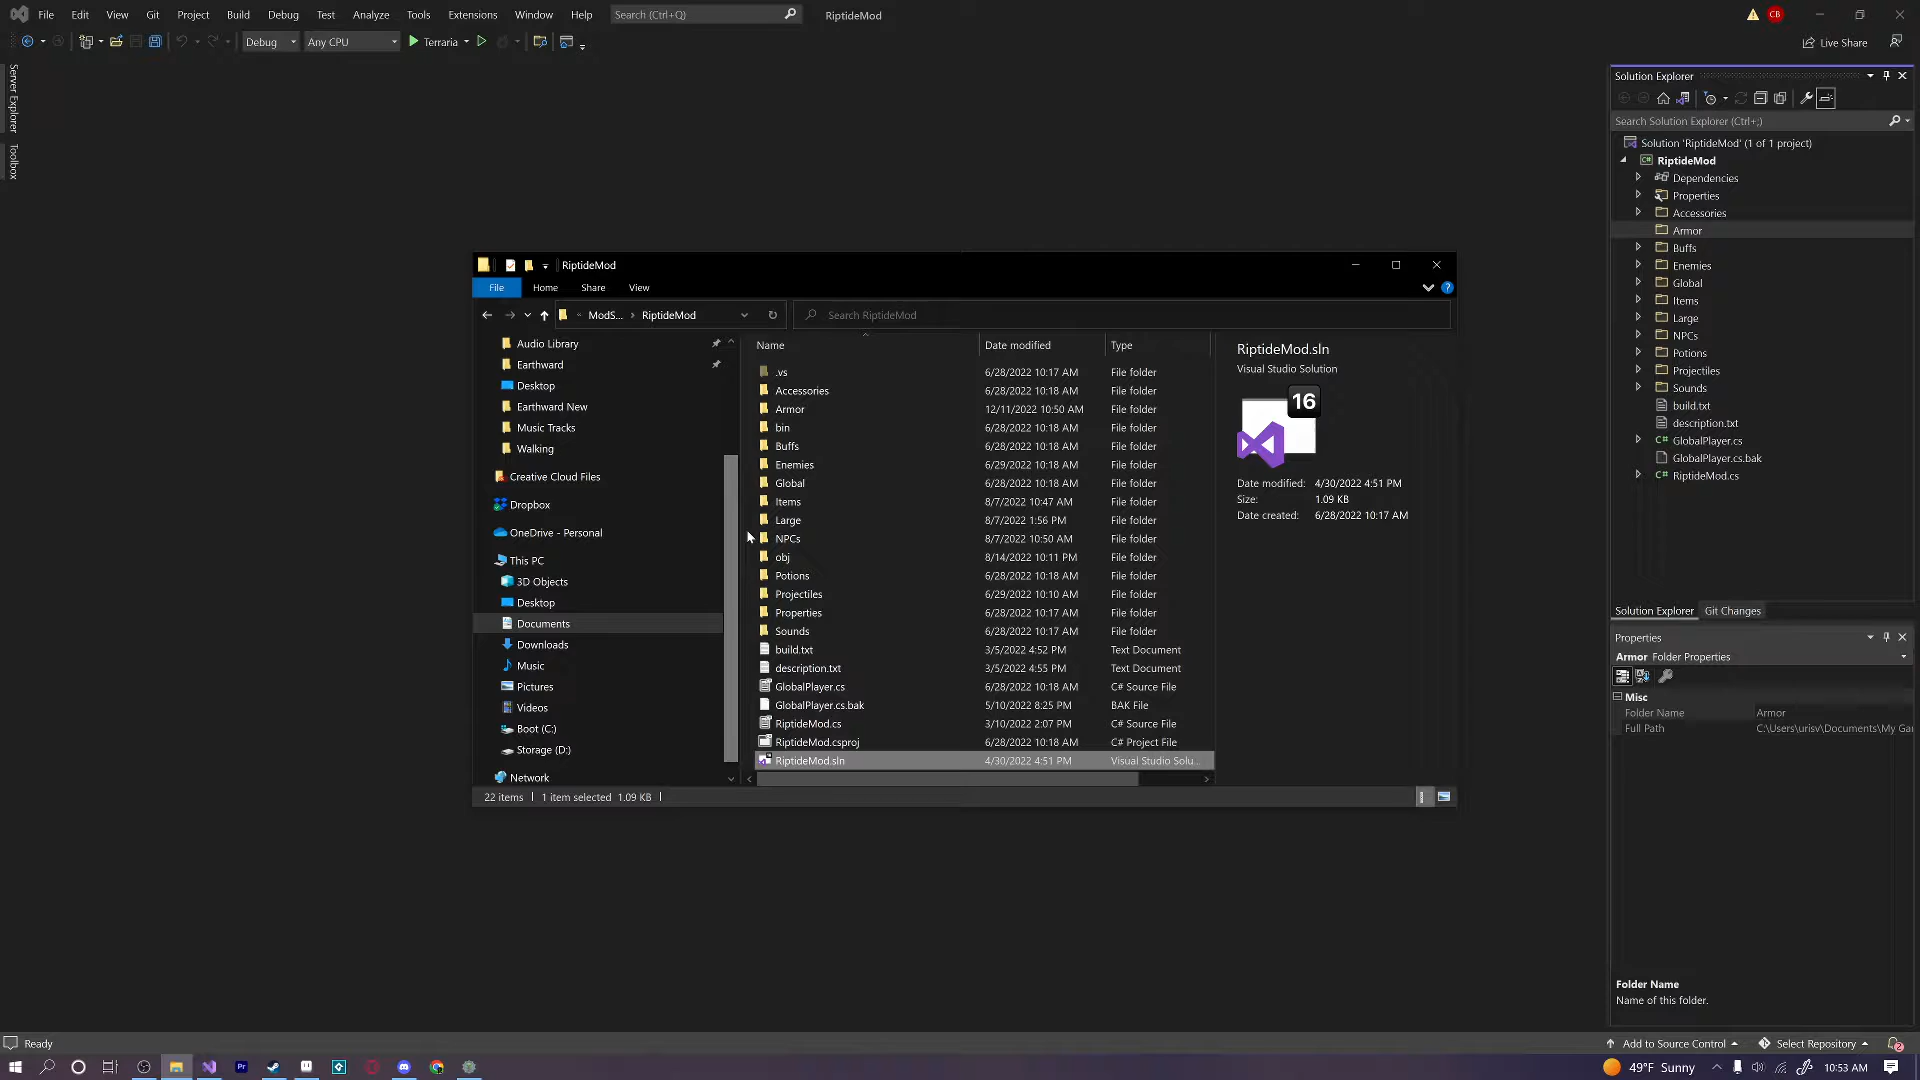 File Edit View Git Project Build Debug Test Analyze Tools Extensions Window Help Search (Ctrl+Q) RiptideMod CB
Debug Any CPU Terraria Live Share
Server Explorer
Toolbox
RiptideMod
File Home Share View
ModS... RiptideMod Search RiptideMod
Audio Library
Earthward
Desktop
Earthward New
Music Tracks
Walking
Creative Cloud Files
Dropbox
OneDrive - Personal
This PC
3D Objects
Desktop
Documents
Downloads
Music
Pictures
Videos
Boot (C:)
Storage (D:)
Network
Name Date modified Type
.vs 6/28/2022 10:17 AM File folder
Accessories 6/28/2022 10:18 AM File folder
Armor 12/11/2022 10:50 AM File folder
bin 6/28/2022 10:18 AM File folder
Buffs 6/28/2022 10:18 AM File folder
Enemies 6/29/2022 10:18 AM File folder
Global 6/28/2022 10:18 AM File folder
Items 8/7/2022 10:47 AM File folder
Large 8/7/2022 1:56 PM File folder
NPCs 8/7/2022 10:50 AM File folder
obj 8/14/2022 10:11 PM File folder
Potions 6/28/2022 10:18 AM File folder
Projectiles 6/29/2022 10:10 AM File folder
Properties 6/28/2022 10:17 AM File folder
Sounds 6/28/2022 10:17 AM File folder
build.txt 3/5/2022 4:52 PM Text Document
description.txt 3/5/2022 4:55 PM Text Document
GlobalPlayer.cs 6/28/2022 10:18 AM C# Source File
GlobalPlayer.cs.bak 5/10/2022 8:25 PM BAK File
RiptideMod.cs 3/10/2022 2:07 PM C# Source File
RiptideMod.csproj 6/28/2022 10:18 AM C# Project File
RiptideMod.sln 4/30/2022 4:51 PM Visual Studio Solu...
RiptideMod.sln
Visual Studio Solution
16
Date modified: 4/30/2022 4:51 PM
Size: 1.09 KB
Date created: 6/28/2022 10:17 AM
22 items 1 item selected 1.09 KB
Solution Explorer
Search Solution Explorer (Ctrl+;)
Solution 'RiptideMod' (1 of 1 project)
C# RiptideMod
Dependencies
Properties
Accessories
Armor
Buffs
Enemies
Global
Items
Large
NPCs
Potions
Projectiles
Sounds
build.txt
description.txt
C# GlobalPlayer.cs
GlobalPlayer.cs.bak
C# RiptideMod.cs
Solution Explorer Git Changes
Properties
Armor Folder Properties
Misc
Folder Name Armor
Full Path C:\Users\urisv\Documents\My Gar
Folder Name
Name of this folder.
Ready Add to Source Control Select Repository 2
Pr 49°F Sunny 10:53 AM